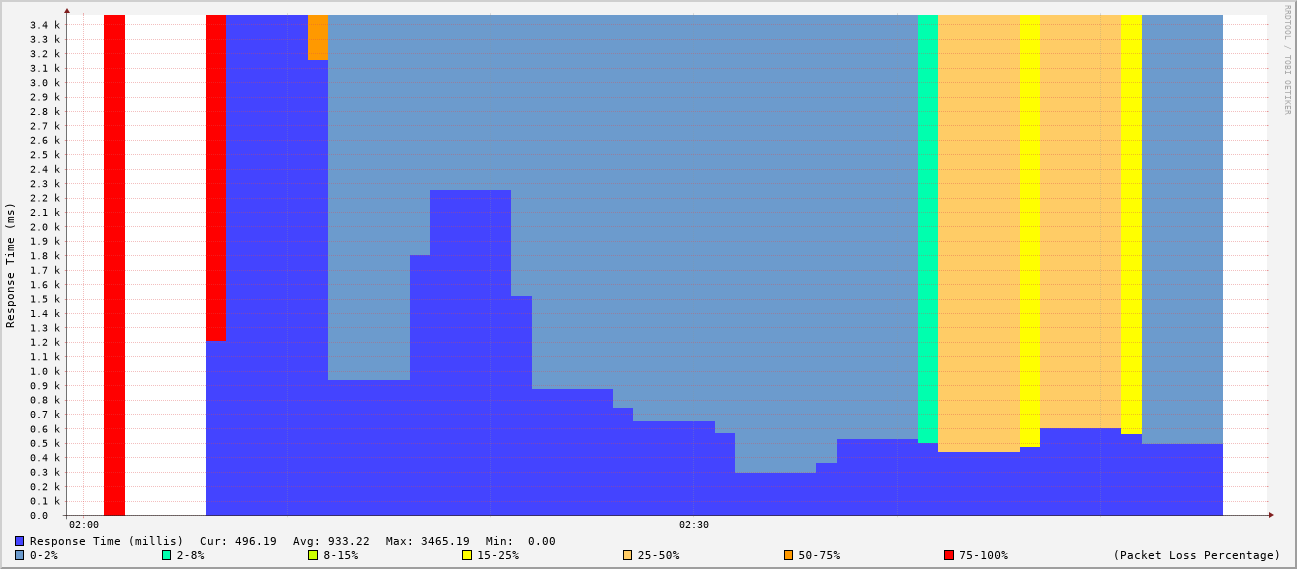 RRDTOOL / TOBI OETIKER
Response Time (ms)
3.4 k
3.3 k
3.2 k
3.1 k
3.0 k
2.9 k
2.8 k
2.7 k
2.6 k
2.5 k
2.4 k
2.3 k
2.2 k
2.1 k
2.0 k
1.9 k
1.8 k
1.7 k
1.6 k
1.5 k
1.4 k
1.3 k
1.2 k
1.1 k
1.0 k
0.9 k
0.8 k
0.7 k
0.6 k
0.5 k
0.4 k
0.3 k
0.2 k
0.1 k
0.0
02:00 02:30
Response Time (millis) Cur: 496.19 Avg: 933.22 Max: 3465.19 Min: 0.00
0-2% 2-8% 8-15% 15-25% 25-50% 50-75% 75-100% (Packet Loss Percentage)